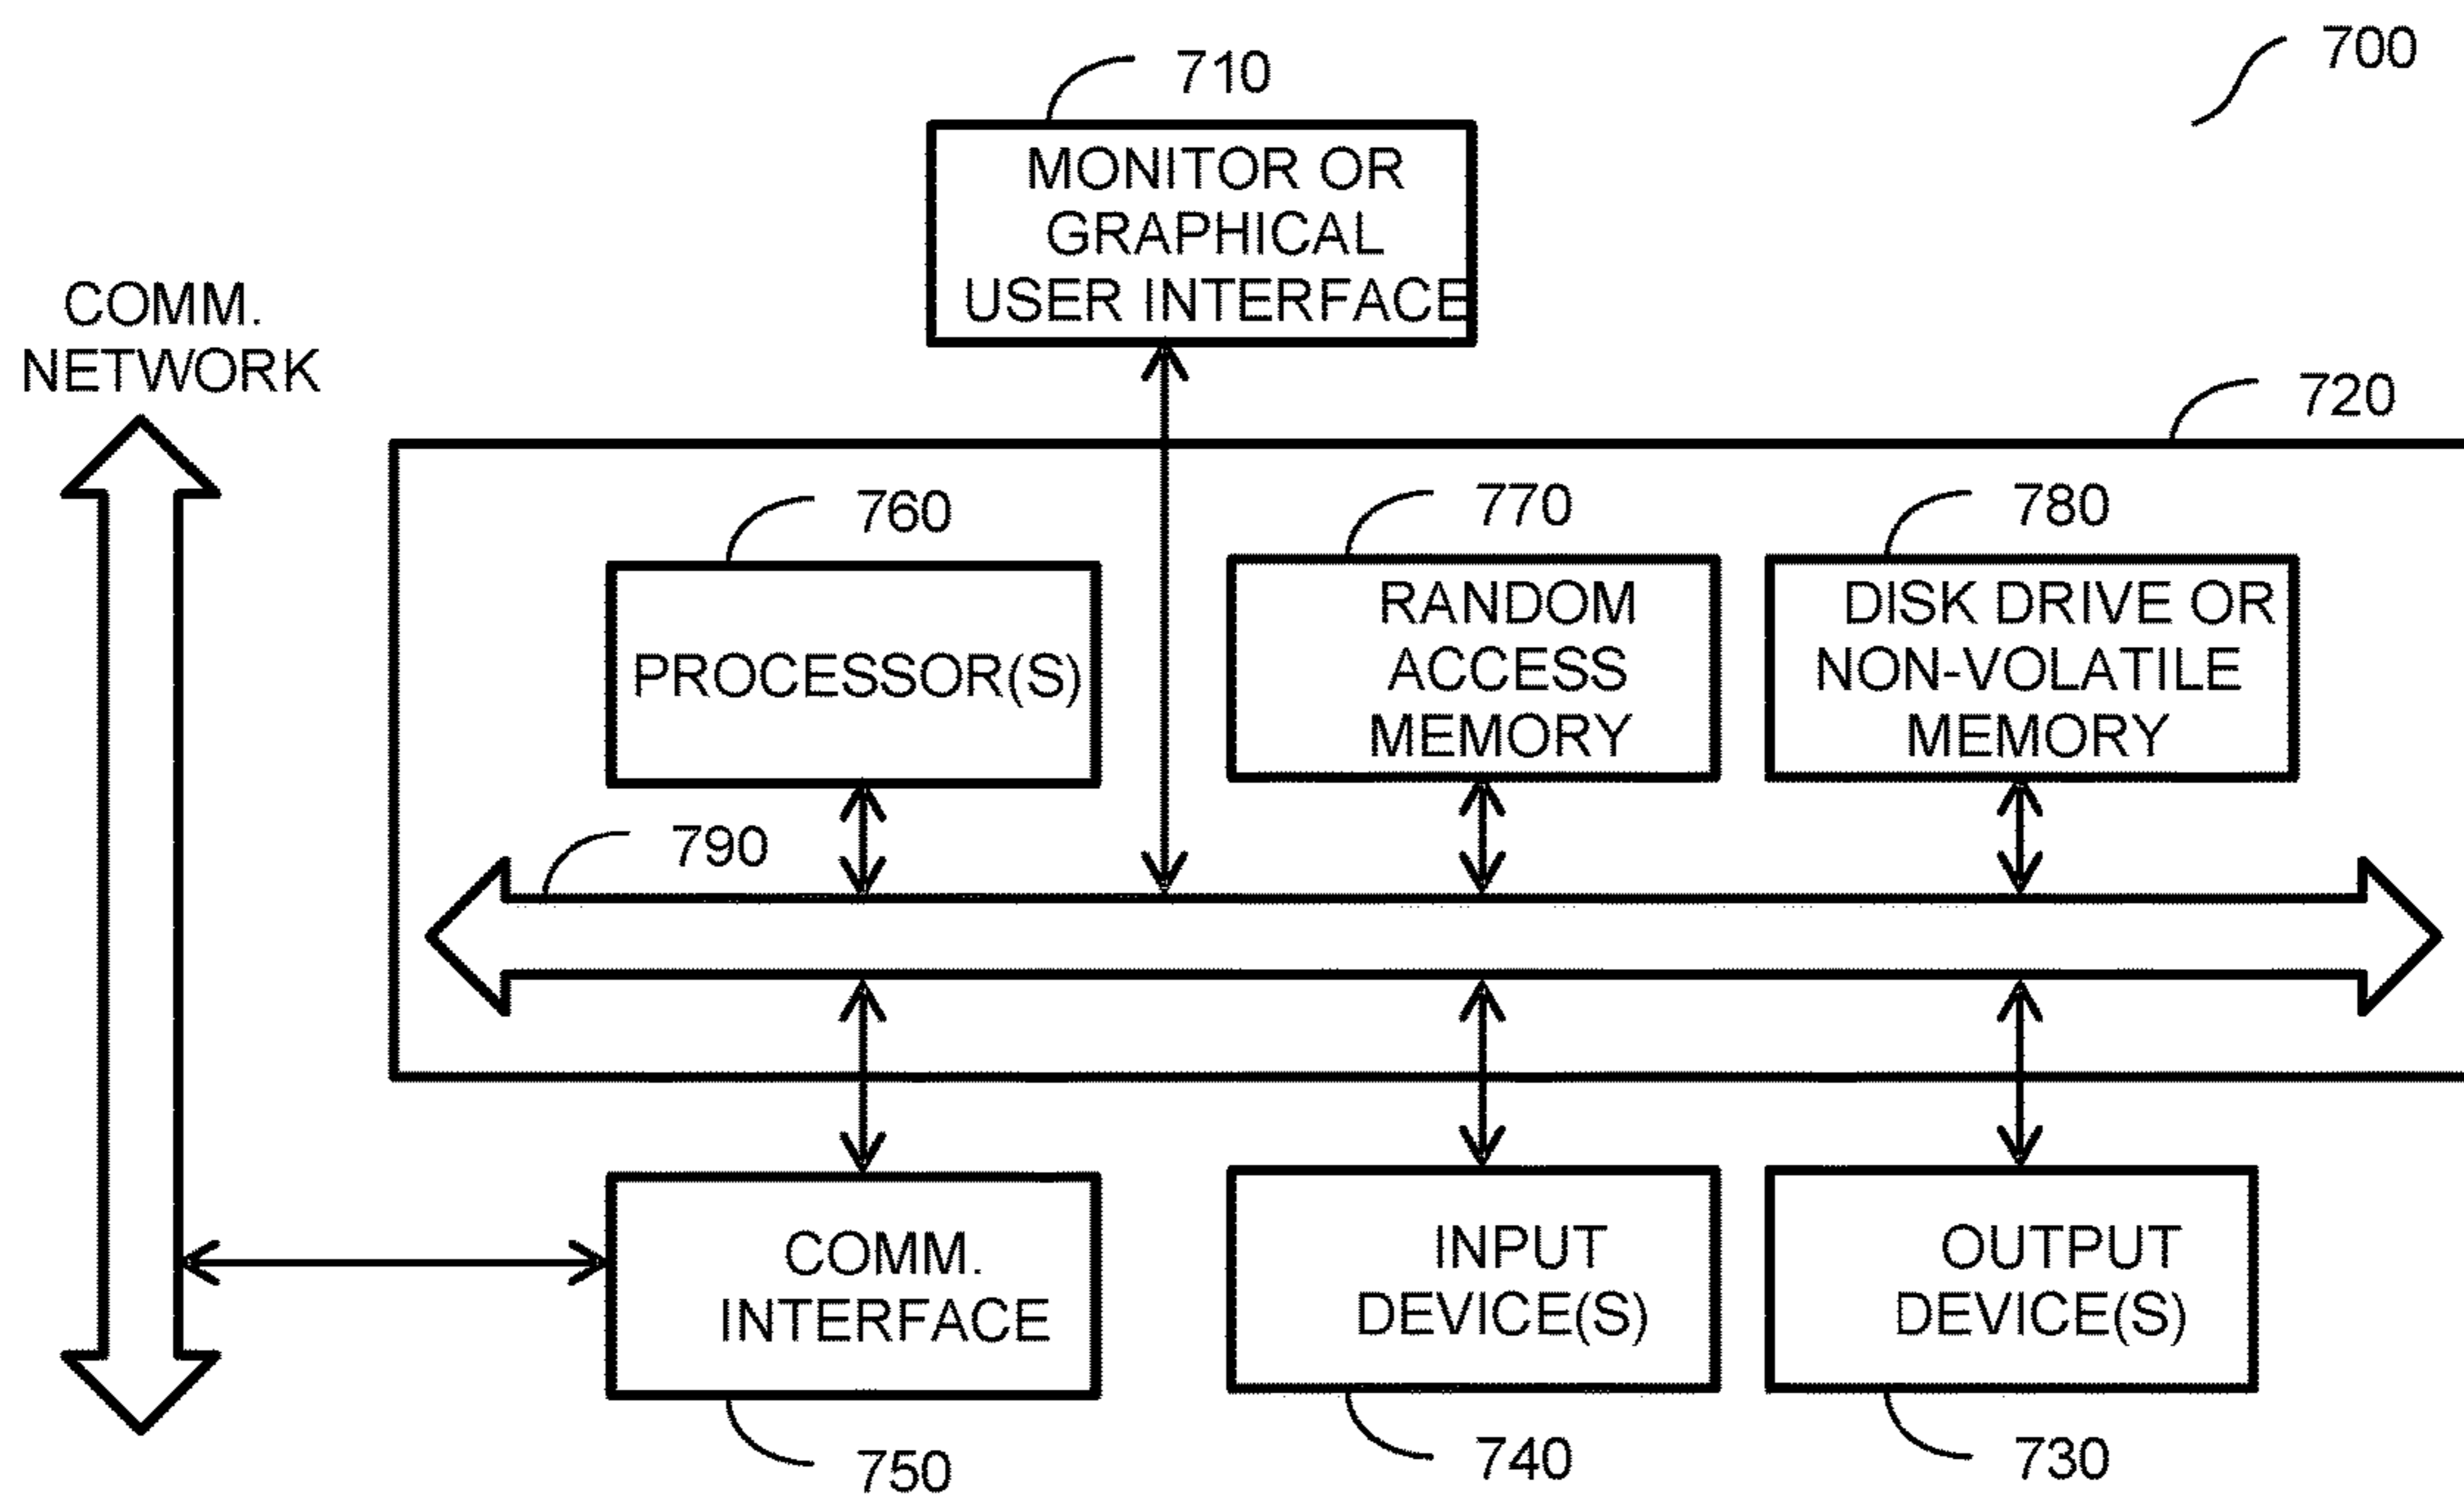 700
710
MONITOR OR
GRAPHICAL
USER INTERFACE
COMM.
NETWORK
720
760
770
780
PROCESSOR(S)
RANDOM
ACCESS
MEMORY
DISK DRIVE OR
NON-VOLATILE
MEMORY
790
COMM.
INTERFACE
INPUT
DEVICE(S)
OUTPUT
DEVICE(S)
750
740
730